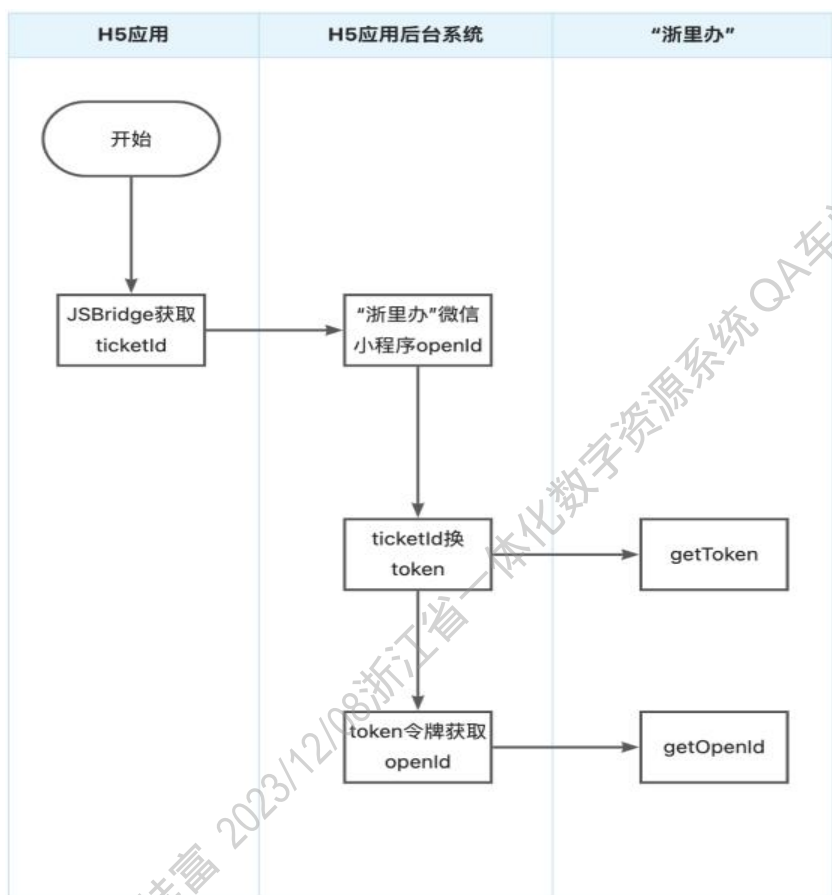 H5应用
H5应用后台系统
“浙里办”
开始
JSBridge获取
ticketId
“浙里办”微信
小程序openId
ticketId换
token
getToken
token令牌获取
openId
getOpenId
富 2023/12/08浙江省一体化数字资源系统 QA车